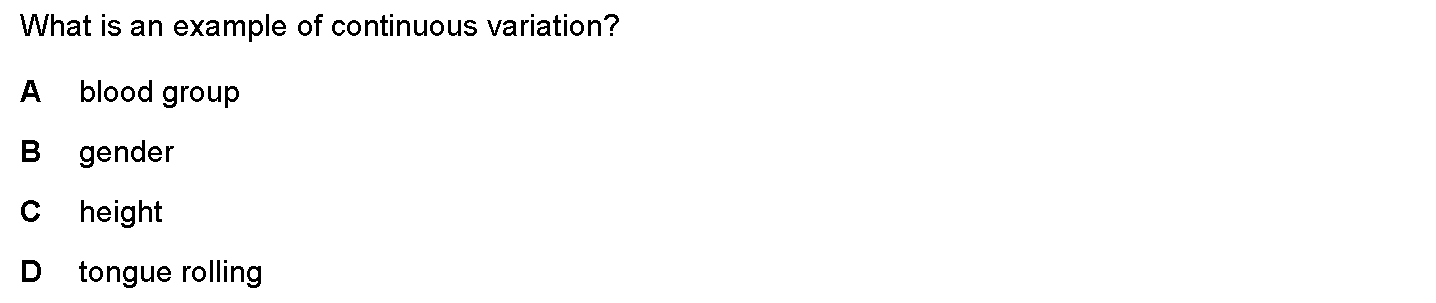 What is an example of continuous variation?
A blood group
B gender
C height
D tongue rolling